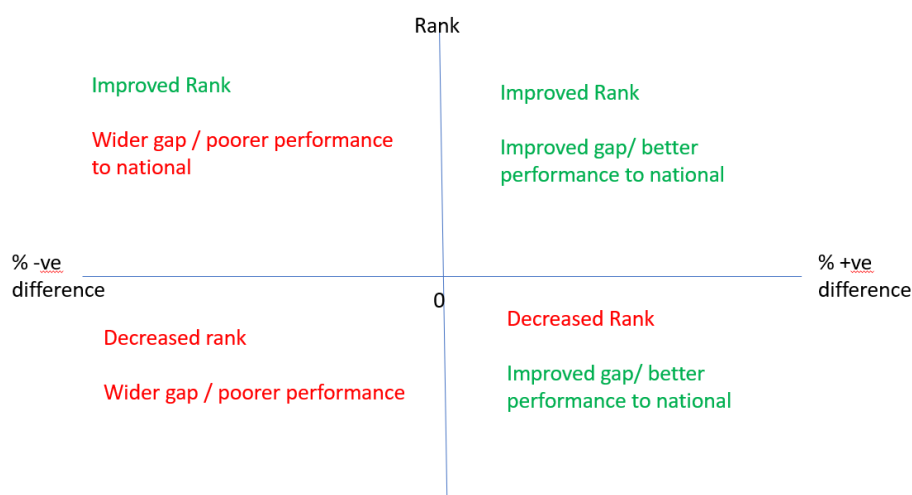 Rank
Improved Rank
Wider gap / poorer performance
to national
Improved Rank
Improved gap/ better
performance to national
% -ve
difference
% +ve
difference
0
Decreased rank
Wider gap / poorer performance
Decreased Rank
Improved gap/ better
performance to national